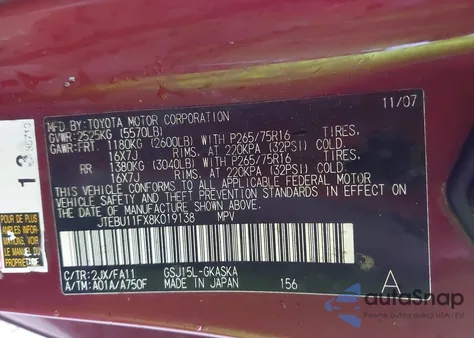 MFD.BY:TOYOTA MOTOR CORPORATION 11/07
GVWR:2525KG (5570LB)
GAWR:FRT. 1180KG (2600LB) WITH P265/75R16
16X7J RIMS, AT 220KPA (32PSI) COLD.
RR 1380KG (3040LB) WITH P265/75R16
16X7J RIMS, AT 220KPA (32PSI) COLD.
THIS VEHICLE CONFORMS TO ALL APPLICABLE FEDERAL MOTOR
VEHICLE SAFETY AND THEFT PREVENTION STANDARDS IN EFFECT
ON THE DATE OF MANUFACTURE SHOWN ABOVE.
JTEBU11FX8K019138 MPV
C/TR:2JX/FA11 GSJ15L-GKASKA
A/TM:A01A/A750F MADE IN JAPAN 156 A
13
autoSnap